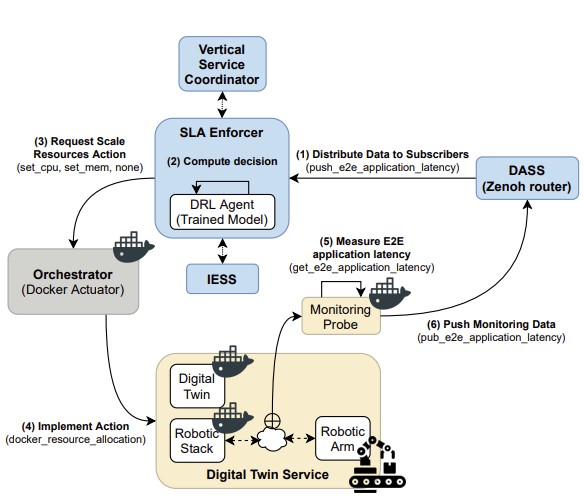 Vertical
Service
Coordinator
SLA Enforcer
(2) Compute decision
DRL Agent
(Trained Model)
(3) Request Scale
Resources Action
(set_cpu, set_mem, none)
(1) Distribute Data to Subscribers
(push_e2e_application_latency)
DASS
(Zenoh router)
IESS
Orchestrator
(Docker Actuator)
(5) Measure E2E
application latency
(get_e2e_application_latency)
Monitoring
Probe
(6) Push Monitoring Data
(pub_e2e_application_latency)
(4) Implement Action
(docker_resource_allocation)
Digital
Twin
Robotic
Stack
Robotic
Arm
Digital Twin Service